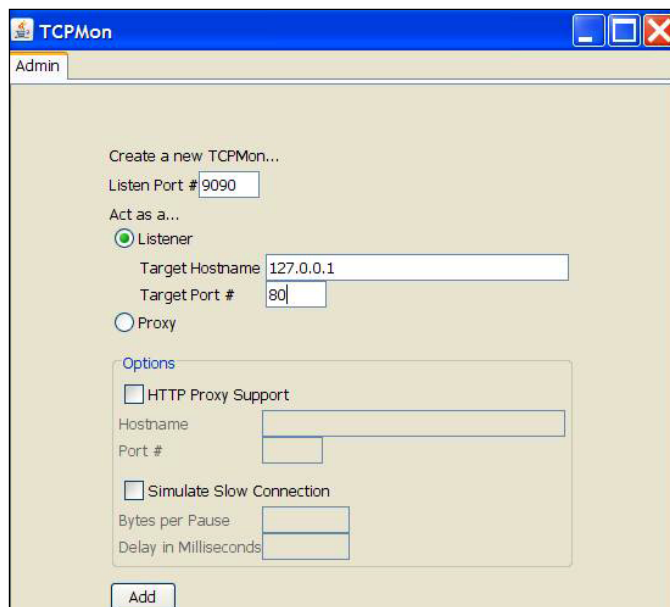 TCPMon
Admin
Create a new TCPMon...
Listen Port # 9090
Act as a...
Listener
Target Hostname 127.0.0.1
Target Port # 80
Proxy
Options
HTTP Proxy Support
Hostname
Port #
Simulate Slow Connection
Bytes per Pause
Delay in Milliseconds
Add